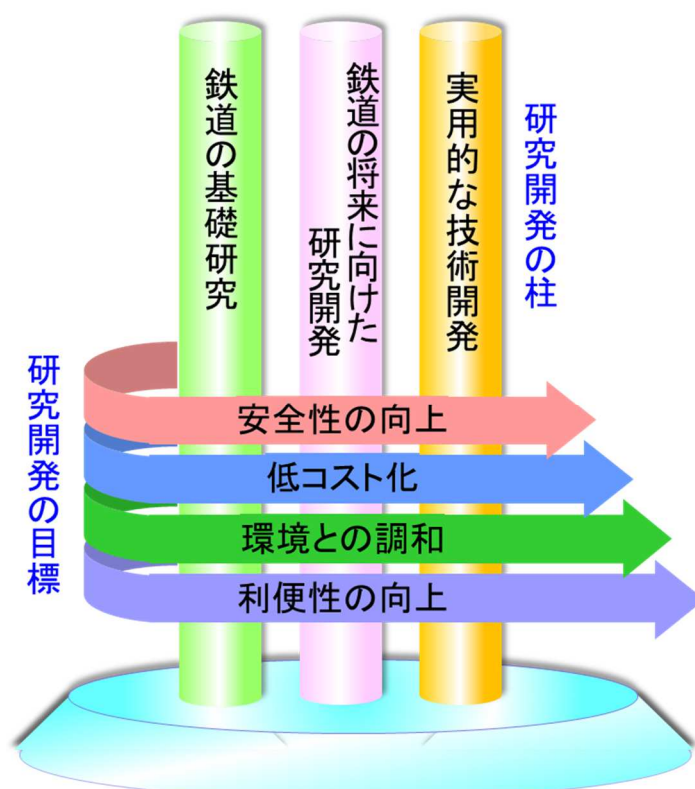 鉄道の基礎研究
鉄道の将来に向けた
研究開発
実用的な技術開発
研究開発の柱
研究開発の目標
安全性の向上
低コスト化
環境との調和
利便性の向上